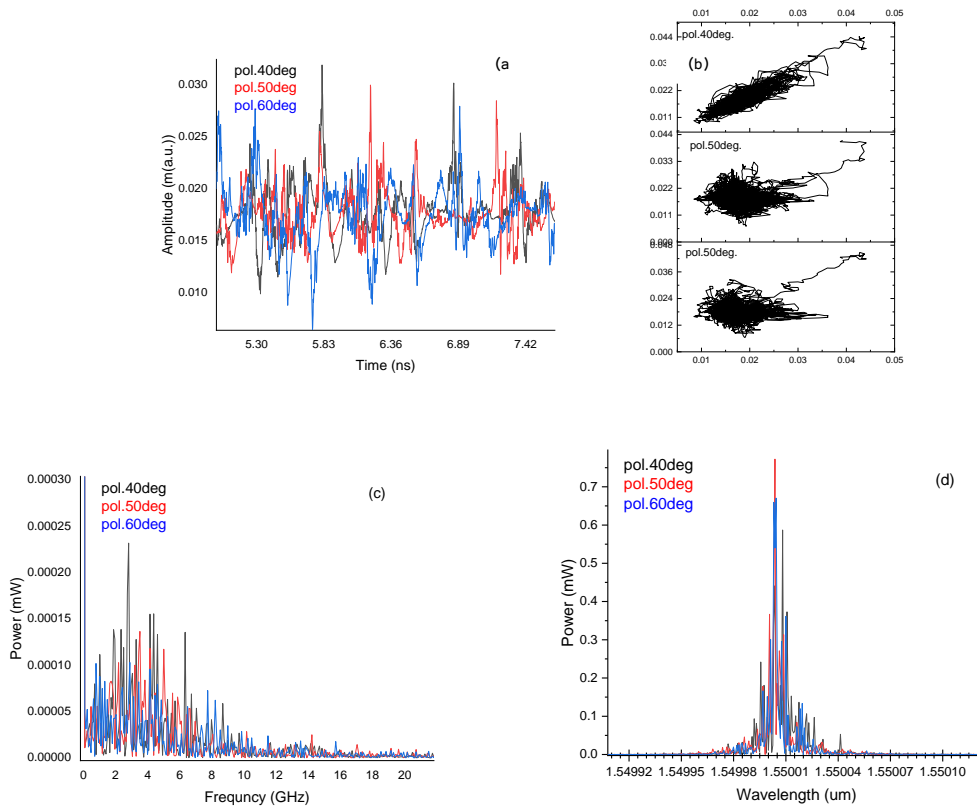 pol.40deg
pol.50deg
pol.60deg
(a
0.030
0.025
0.020
0.015
0.010
Amplitude (m(a.u.))
5.30 5.83 6.36 6.89 7.42
Time (ns)
0.01 0.02 0.03 0.04 0.05
pol.40deg.
(b)
0.044
0.022
0.011
pol.50deg.
0.044
0.033
0.022
0.011
0.000
pol.50deg.
0.048
0.036
0.024
0.012
0.000
0.01 0.02 0.03 0.04 0.05
pol.40deg
pol.50deg
pol.60deg
(c)
0.00030
0.00025
0.00020
0.00015
0.00010
0.00005
0.00000
Power (mW)
0 2 4 6 8 10 12 14 16 18 20
Frequncy (GHz)
pol.40deg
pol.50deg
pol.60deg
(d)
0.7
0.6
0.5
0.4
0.3
0.2
0.1
0.0
Power (mW)
1.54992 1.54995 1.54998 1.55001 1.55004 1.55007 1.55010
Wavelength (um)